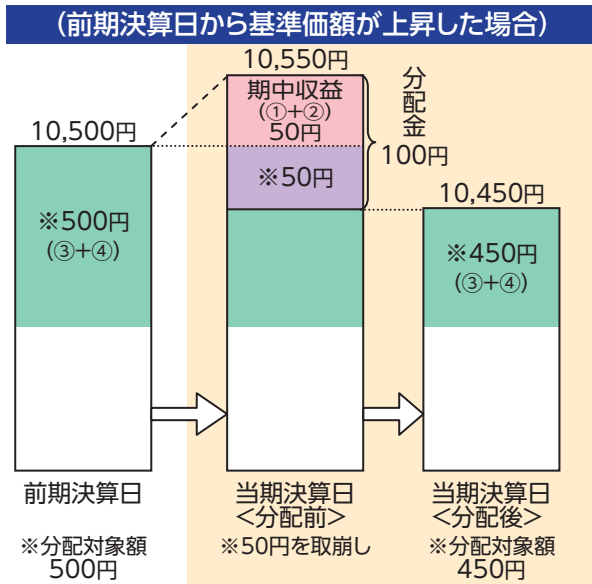 (前期決算日から基準価額が上昇した場合)
10,550円
期中収益
(①+②)
50円
※50円
分配金
100円
10,500円
※500円
(③+④)
10,450円
※450円
(③+④)
前期決算日
※分配対象額
500円
当期決算日
<分配前>
※50円を取崩し
当期決算日
<分配後>
※分配対象額
450円